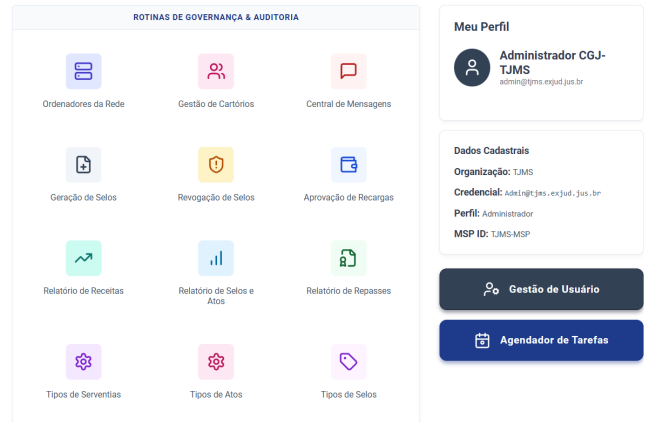 ROTINAS DE GOVERNANÇA & AUDITORIA
Ordenadores da Rede
Gestão de Cartórios
Central de Mensagens
Geração de Selos
Revogação de Selos
Aprovação de Recargas
Relatório de Receitas
Relatório de Selos e
Atos
Relatório de Repasses
Tipos de Serventias
Tipos de Atos
Tipos de Selos
Meu Perfil
Administrador CGJ-
TJMS
admin@tjms.exjud.jus.br
Dados Cadastrais
Organização: TJMS
Credencial: Admin@tjms.exjud.jus.br
Perfil: Administrador
MSP ID: TJMS-MSP
Gestão de Usuário
Agendador de Tarefas